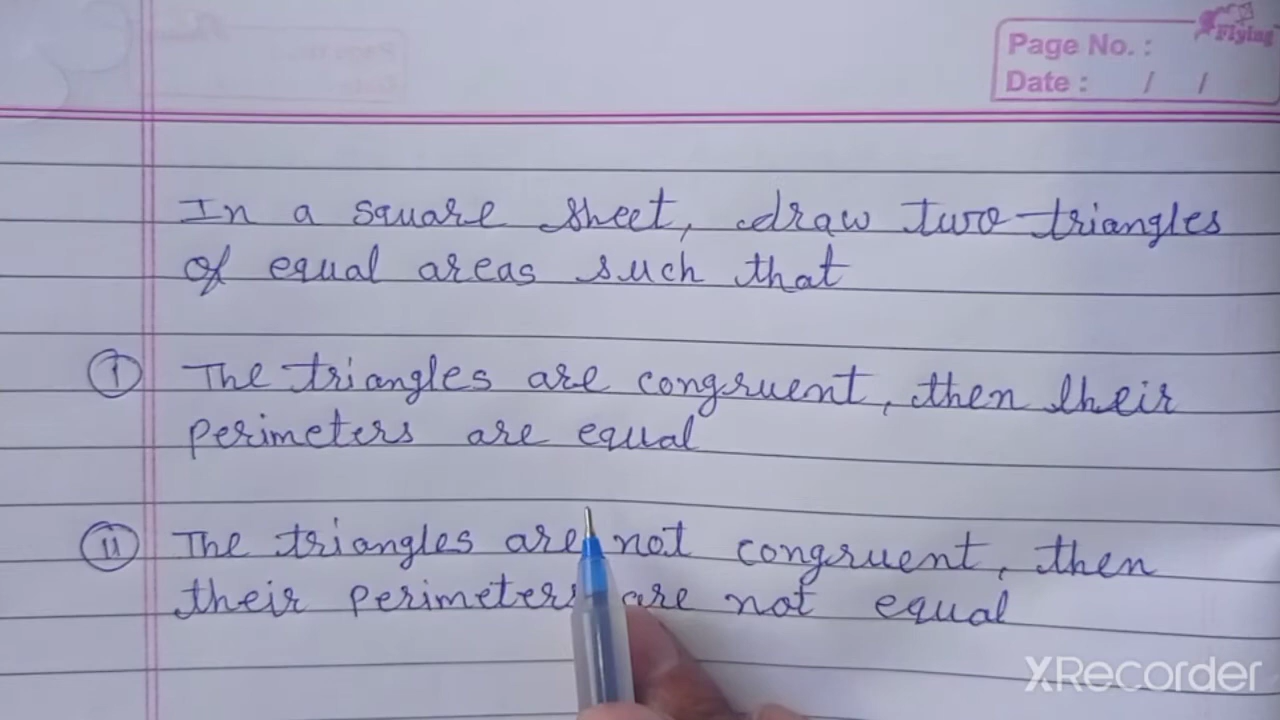 Flying
Page No. :
Date : / /
In a square sheet, draw two triangles
of equal areas such that
I The triangles are congruent, then their
perimeters are equal
II The triangles are not congruent, then
their perimeters are not equal
XRecorder